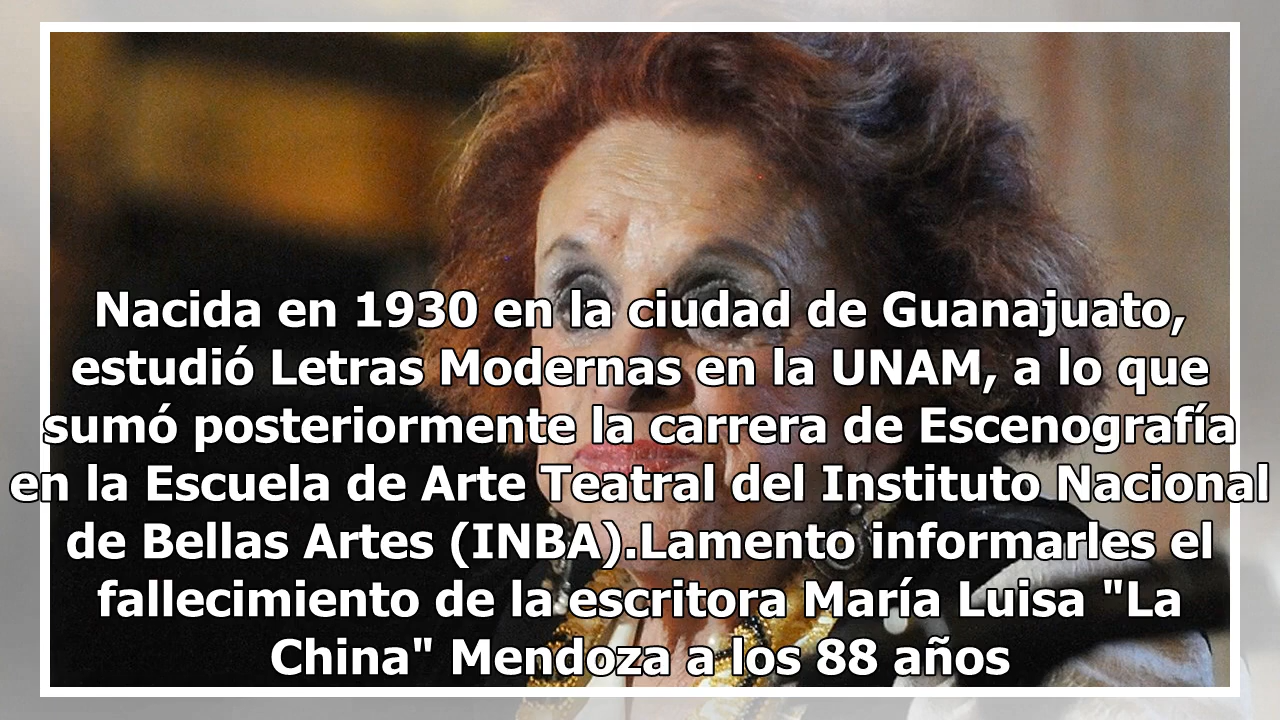 Nacida en 1930 en la ciudad de Guanajuato,
estudió Letras Modernas en la UNAM, a lo que
sumó posteriormente la carrera de Escenografía
en la Escuela de Arte Teatral del Instituto Nacional
de Bellas Artes (INBA).Lamento informarles el
fallecimiento de la escritora María Luisa "La
China" Mendoza a los 88 años